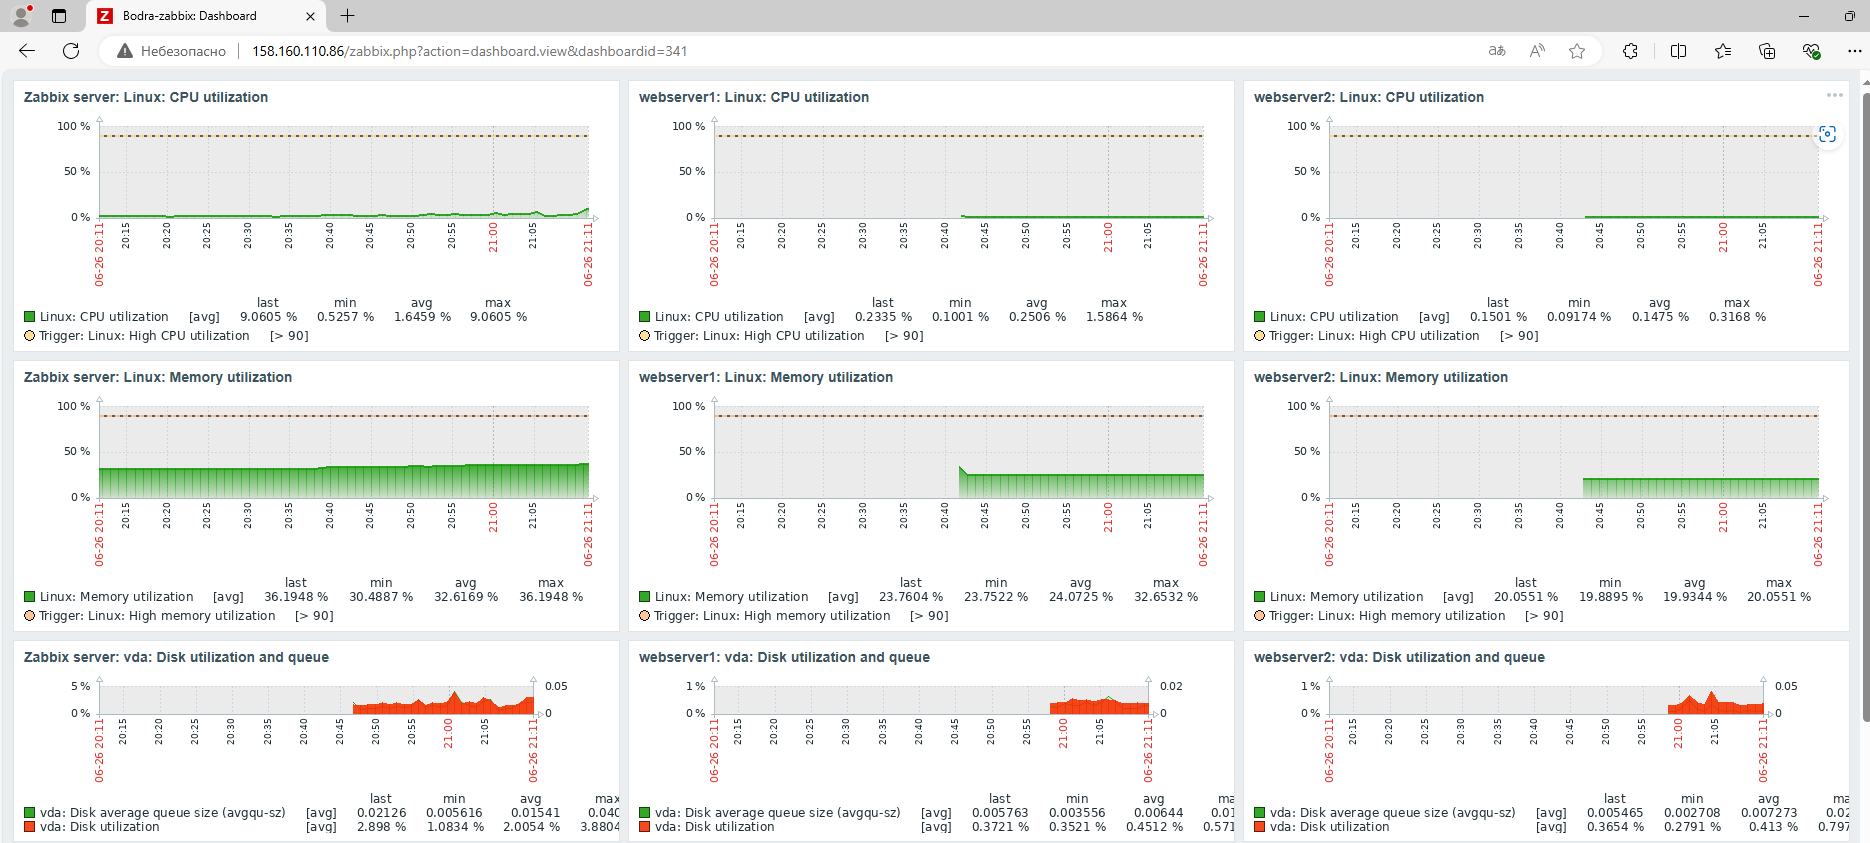 Bodra-zabbix: Dashboard
Небезопасно 158.160.110.86/zabbix.php?action=dashboard.view&dashboardid=341
Zabbix server: Linux: CPU utilization
100 %
50 %
0 %
06-26 20:11 20:15 20:20 20:25 20:30 20:35 20:40 20:45 20:50 20:55 21:00 21:05 06-26 21:11
last min avg max
Linux: CPU utilization [avg] 9.0605 % 0.5257 % 1.6459 % 9.0605 %
Trigger: Linux: High CPU utilization [> 90]
webserver1: Linux: CPU utilization
100 %
50 %
0 %
06-26 20:11 20:15 20:20 20:25 20:30 20:35 20:40 20:45 20:50 20:55 21:00 21:05 06-26 21:11
last min avg max
Linux: CPU utilization [avg] 0.2335 % 0.1001 % 0.2506 % 1.5864 %
Trigger: Linux: High CPU utilization [> 90]
webserver2: Linux: CPU utilization
100 %
50 %
0 %
06-26 20:11 20:15 20:20 20:25 20:30 20:35 20:40 20:45 20:50 20:55 21:00 21:05 06-26 21:11
last min avg max
Linux: CPU utilization [avg] 0.1501 % 0.09174 % 0.1475 % 0.3168 %
Trigger: Linux: High CPU utilization [> 90]
Zabbix server: Linux: Memory utilization
100 %
50 %
0 %
06-26 20:11 20:15 20:20 20:25 20:30 20:35 20:40 20:45 20:50 20:55 21:00 21:05 06-26 21:11
last min avg max
Linux: Memory utilization [avg] 36.1948 % 30.4887 % 32.6169 % 36.1948 %
Trigger: Linux: High memory utilization [> 90]
webserver1: Linux: Memory utilization
100 %
50 %
0 %
06-26 20:11 20:15 20:20 20:25 20:30 20:35 20:40 20:45 20:50 20:55 21:00 21:05 06-26 21:11
last min avg max
Linux: Memory utilization [avg] 23.7604 % 23.7522 % 24.0725 % 32.6532 %
Trigger: Linux: High memory utilization [> 90]
webserver2: Linux: Memory utilization
100 %
50 %
0 %
06-26 20:11 20:15 20:20 20:25 20:30 20:35 20:40 20:45 20:50 20:55 21:00 21:05 06-26 21:11
last min avg max
Linux: Memory utilization [avg] 20.0551 % 19.8895 % 19.9344 % 20.0551 %
Trigger: Linux: High memory utilization [> 90]
Zabbix server: vda: Disk utilization and queue
5 % 0.05
0 % 0
06-26 20:11 20:15 20:20 20:25 20:30 20:35 20:40 20:45 20:50 20:55 21:00 21:05 06-26 21:11
last min avg max
vda: Disk average queue size (avgqu-sz) [avg] 0.02126 0.005616 0.01541 0.040
vda: Disk utilization [avg] 2.898 % 1.0834 % 2.0054 % 3.8804
webserver1: vda: Disk utilization and queue
1 % 0.02
0 % 0
06-26 20:11 20:15 20:20 20:25 20:30 20:35 20:40 20:45 20:50 20:55 21:00 21:05 06-26 21:11
last min avg ma
vda: Disk average queue size (avgqu-sz) [avg] 0.005763 0.003556 0.00644 0.01
vda: Disk utilization [avg] 0.3721 % 0.3521 % 0.4512 % 0.571
webserver2: vda: Disk utilization and queue
1 % 0.05
0 % 0
06-26 20:11 20:15 20:20 20:25 20:30 20:35 20:40 20:45 20:50 20:55 21:00 21:05 06-26 21:11
last min avg ma
vda: Disk average queue size (avgqu-sz) [avg] 0.005465 0.002708 0.007273 0.02
vda: Disk utilization [avg] 0.3654 % 0.2791 % 0.413 % 0.797